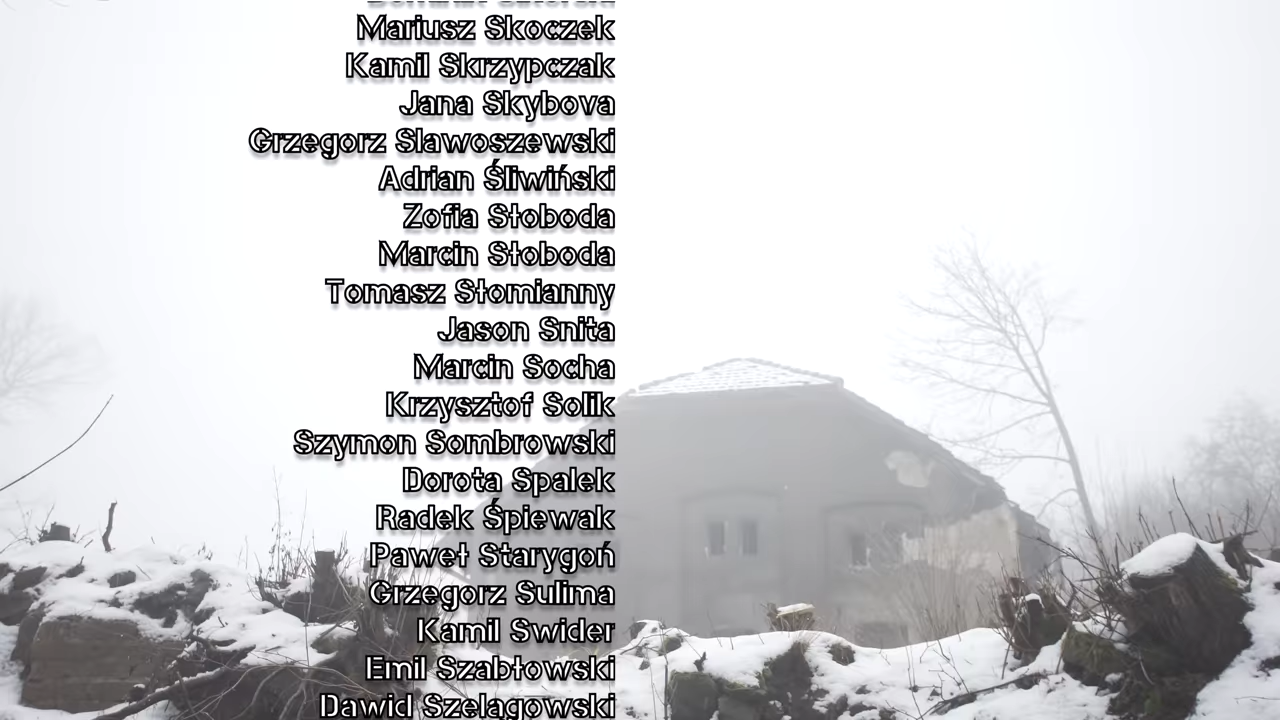 Mariusz Skoczek
Kamil Skrzypczak
Jana Skybova
Grzegorz Slawoszewski
Adrian Śliwiński
Zofia Słoboda
Marcin Słoboda
Tomasz Słomianny
Jason Snita
Marcin Socha
Krzysztof Solik
Szymon Sombrowski
Dorota Spalek
Radek Śpiewak
Paweł Starygoń
Grzegorz Sulima
Kamil Swider
Emil Szabłowski
Dawid Szelągowski